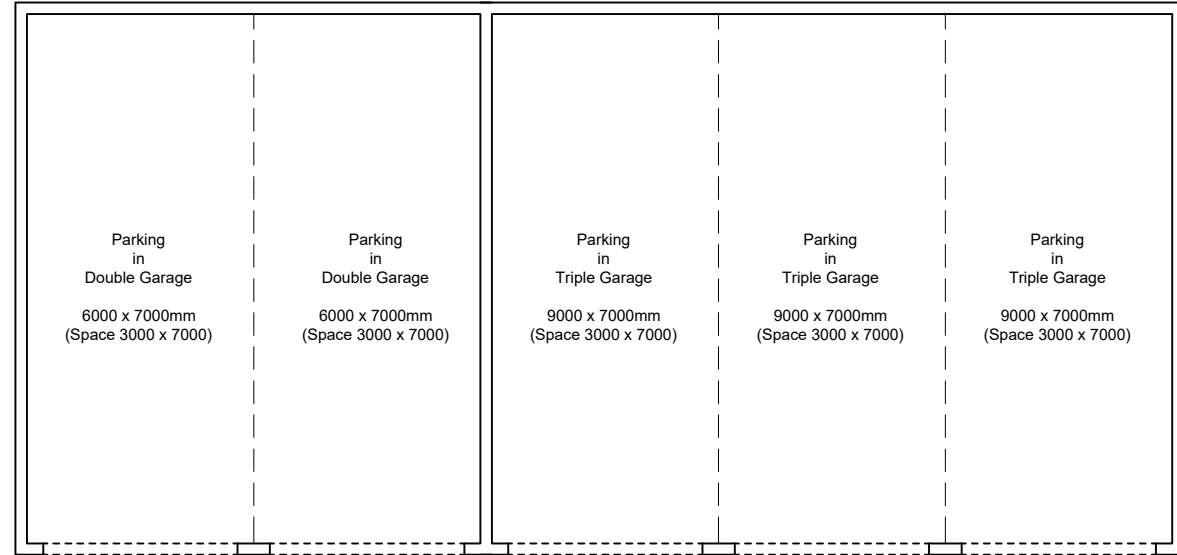 Parking
in
Double Garage
6000 x 7000mm
(Space 3000 x 7000)
Parking
in
Double Garage
6000 x 7000mm
(Space 3000 x 7000)
Parking
in
Triple Garage
9000 x 7000mm
(Space 3000 x 7000)
Parking
in
Triple Garage
9000 x 7000mm
(Space 3000 x 7000)
Parking
in
Triple Garage
9000 x 7000mm
(Space 3000 x 7000)